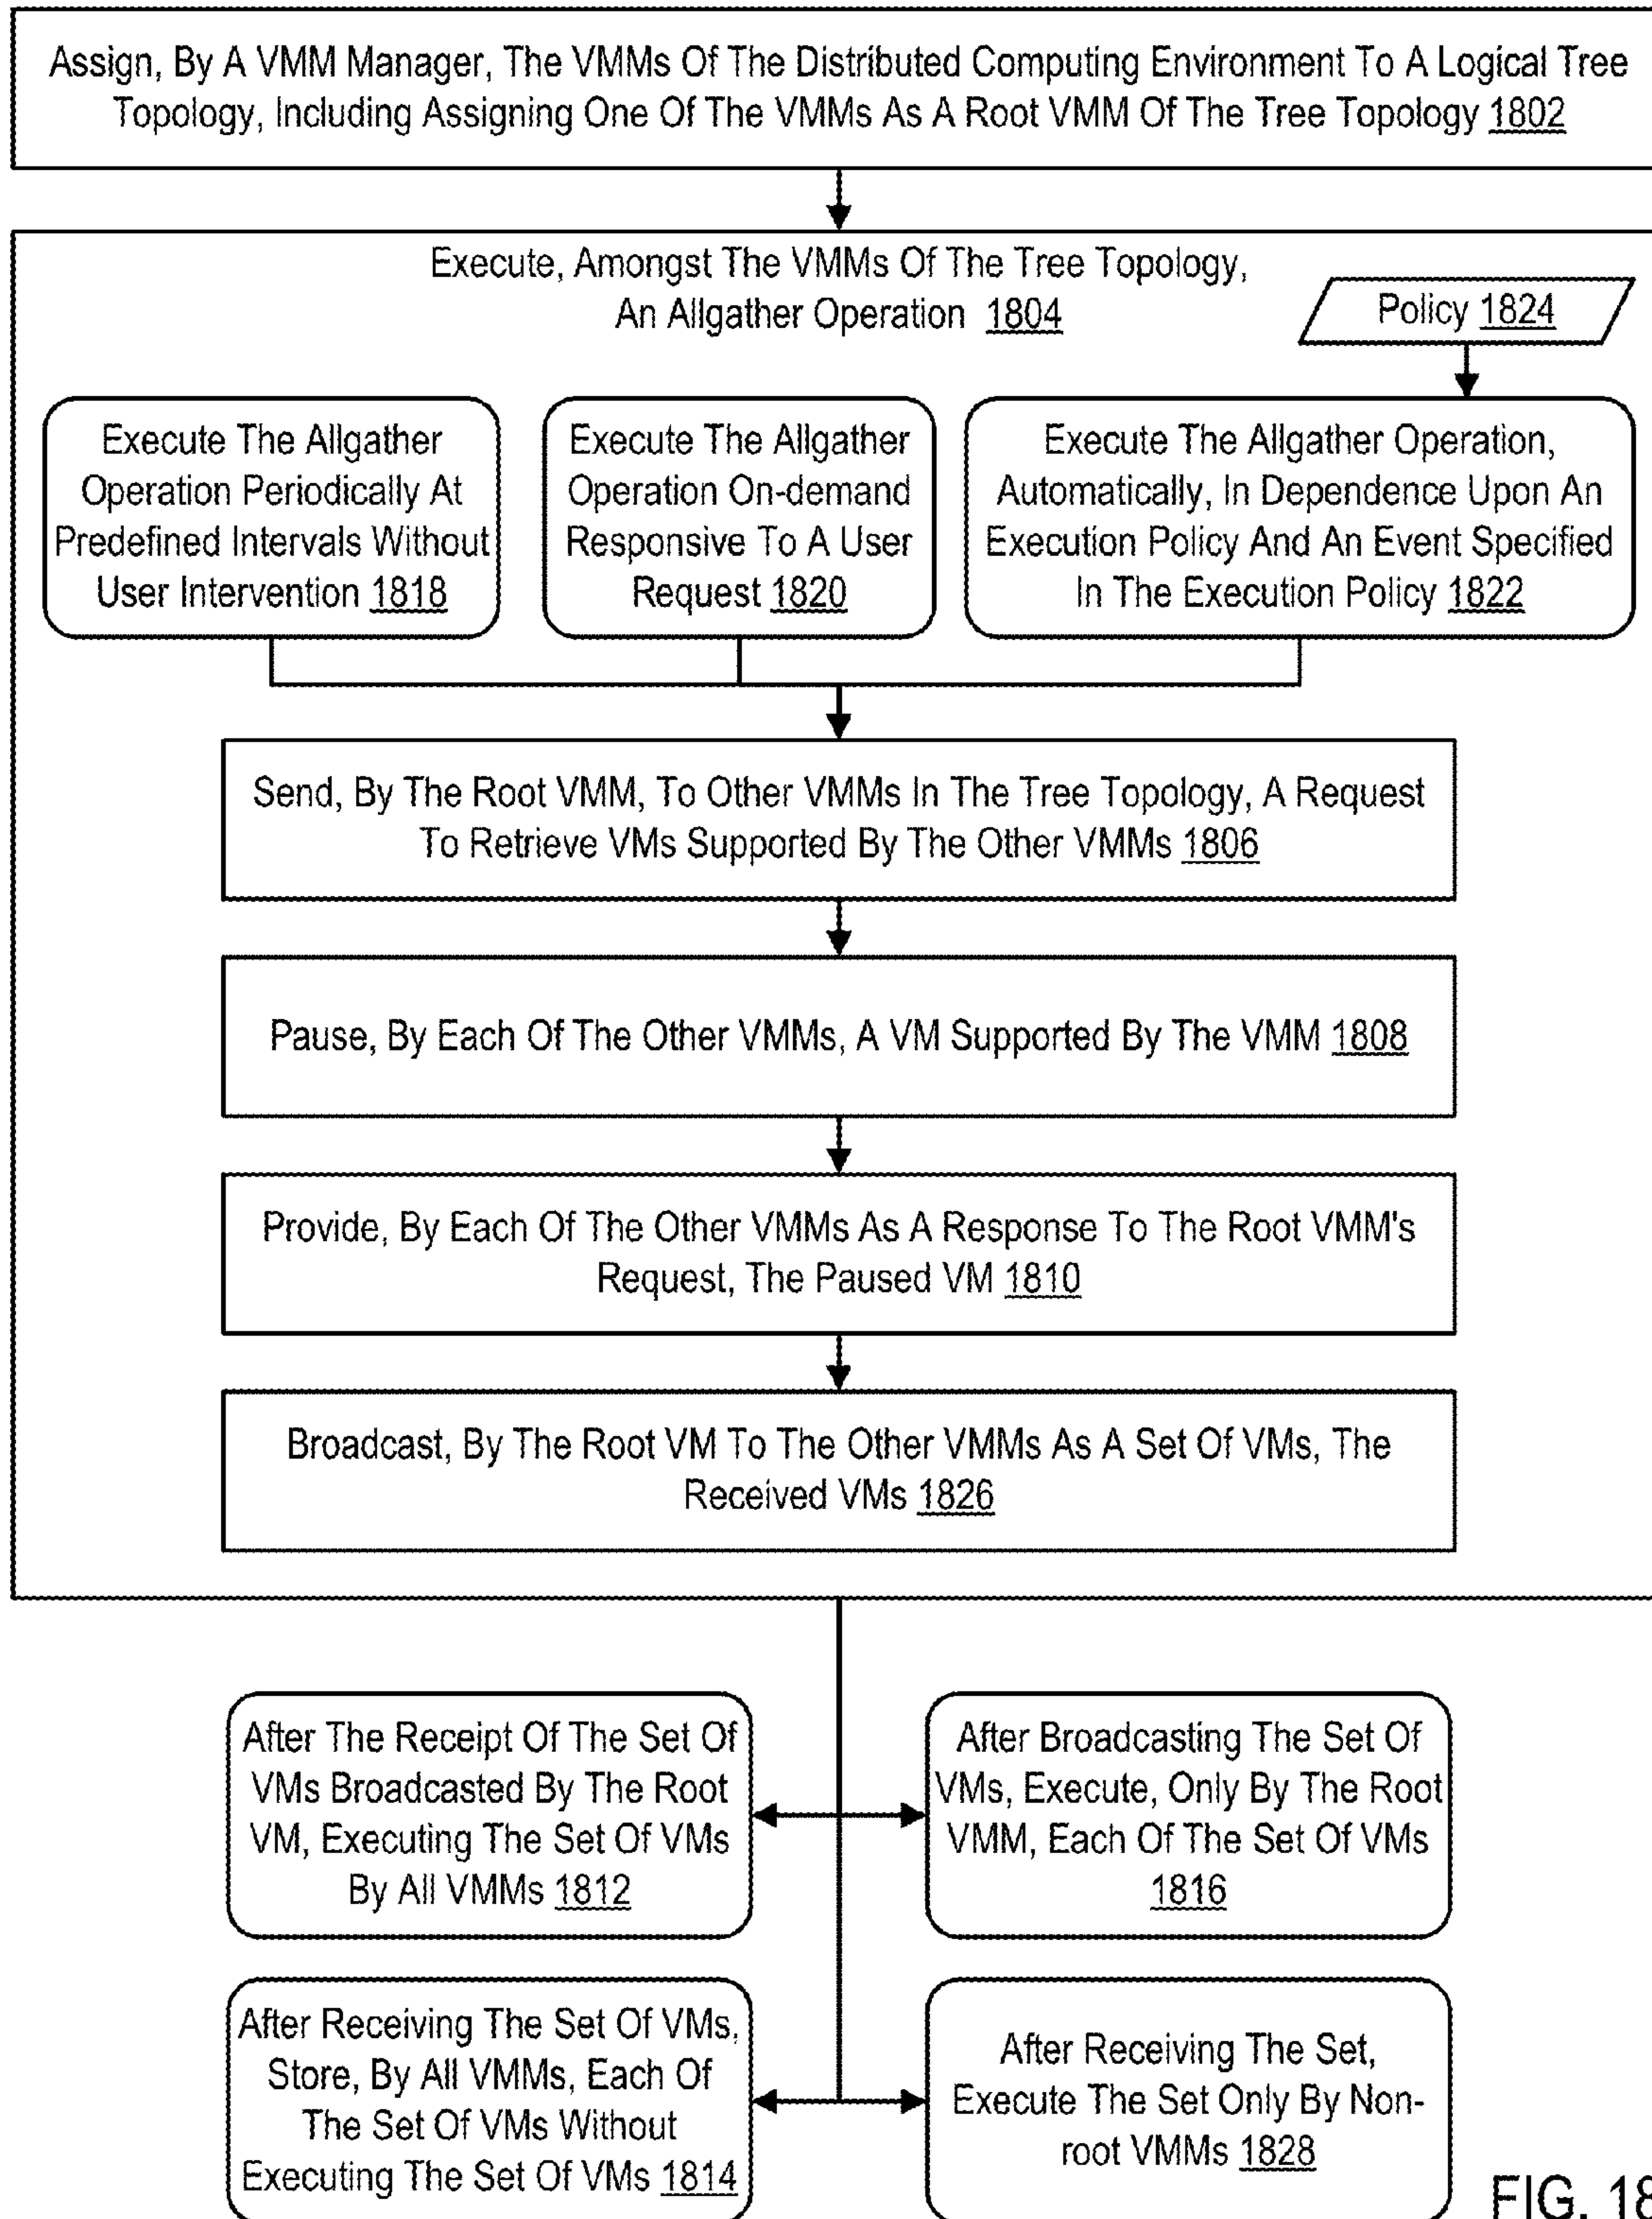 Assign, By A VMM Manager, The VMMs Of The Distributed Computing Environment To A Logical Tree
Topology, Including Assigning One Of The VMMs As A Root VMM Of The Tree Topology 1802
Execute, Amongst The VMMs Of The Tree Topology,
An Allgather Operation 1804
Policy 1824
Execute The Allgather
Operation Periodically At
Predefined Intervals Without
User Intervention 1818
Execute The Allgather
Operation On-demand
Responsive To A User
Request 1820
Execute The Allgather Operation,
Automatically, In Dependence Upon An
Execution Policy And An Event Specified
In The Execution Policy 1822
Send, By The Root VMM, To Other VMMs In The Tree Topology, A Request
To Retrieve VMs Supported By The Other VMMs 1806
Pause, By Each Of The Other VMMs, A VM Supported By The VMM 1808
Provide, By Each Of The Other VMMs As A Response To The Root VMM's
Request, The Paused VM 1810
Broadcast, By The Root VM To The Other VMMs As A Set Of VMs, The
Received VMs 1826
After The Receipt Of The Set Of
VMs Broadcasted By The Root
VM, Executing The Set Of VMs
By All VMMs 1812
After Broadcasting The Set Of
VMs, Execute, Only By The Root
VMM, Each Of The Set Of VMs
1816
After Receiving The Set Of VMs,
Store, By All VMMs, Each Of
The Set Of VMs Without
Executing The Set Of VMs 1814
After Receiving The Set,
Execute The Set Only By Non-
root VMMs 1828
FIG. 18